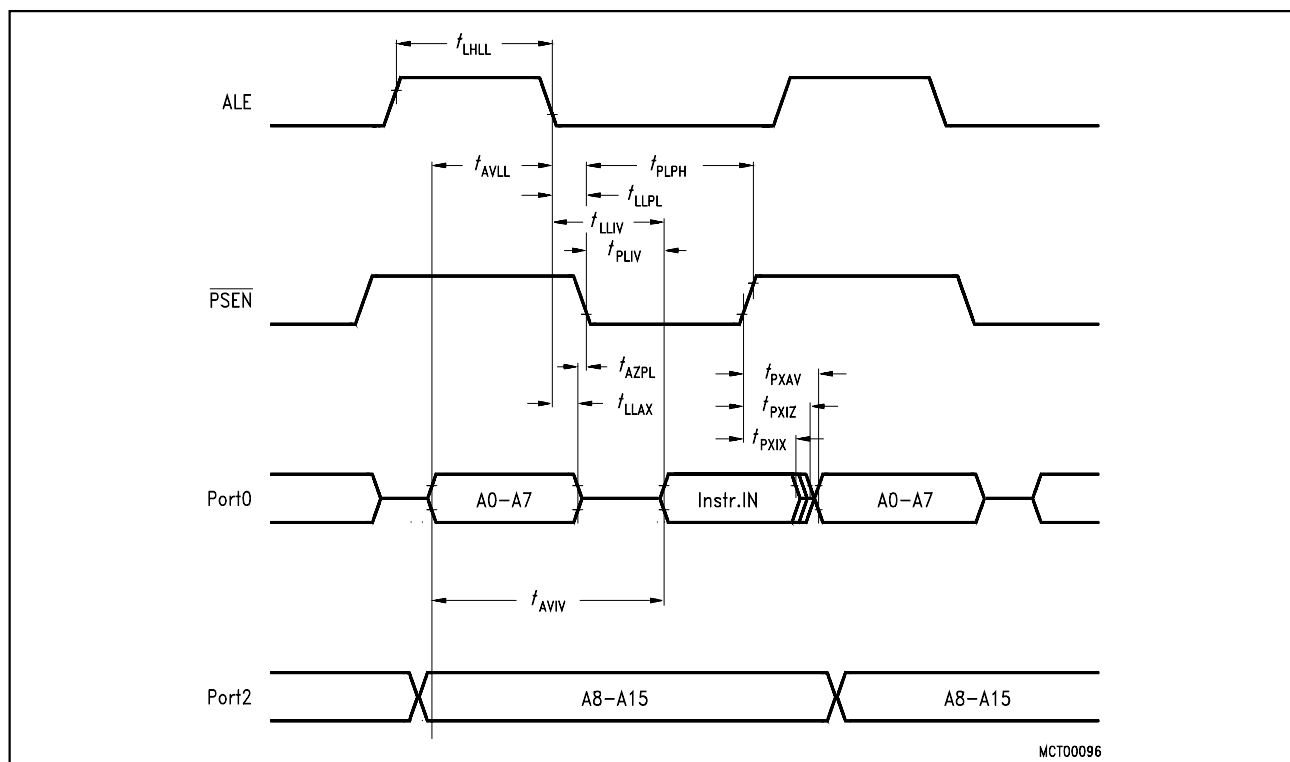 tLHLL
ALE
tAVLL
tPLPH
tLLPL
tLLIV
tPLIV
PSEN
tAZPL
tPXAV
tLLAX
tPXIZ
tPXIX
Port0
A0-A7
Instr.IN
A0-A7
tAVIV
Port2
A8-A15
A8-A15
MCT00096